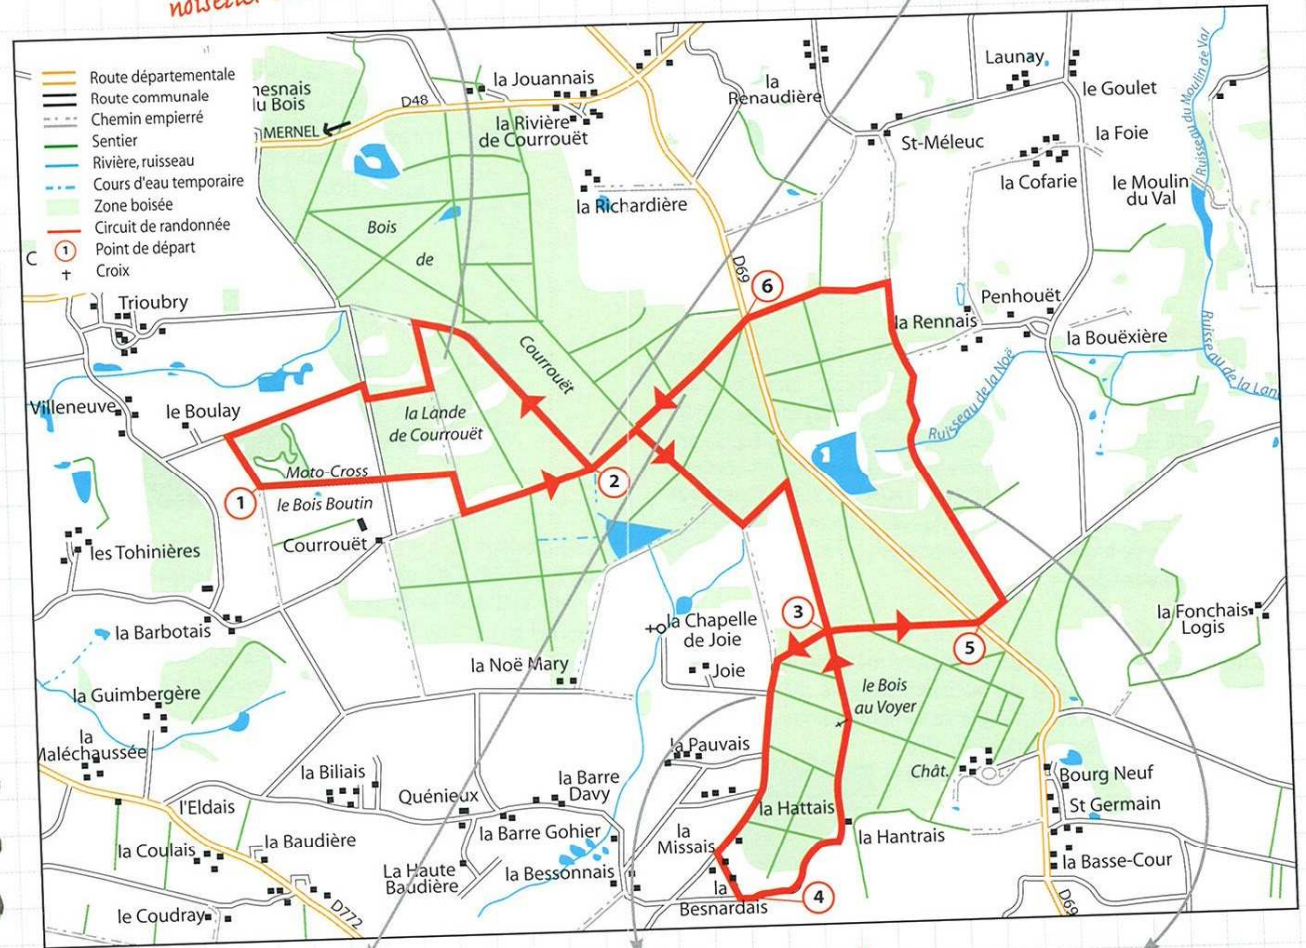 noisetier
Route départementale
Route communale
Chemin empierré
Sentier
Rivière, ruisseau
Cours d'eau temporaire
Zone boisée
Circuit de randonnée
1 Point de départ
Croix
hesnais
du Bois
MERNEL
D48
la Jouannais
la Rivière
de Courrouët
la
Renaudière
Launay
le Goulet
la Foie
St-Méleuc
la Cofarie
le Moulin
du Val
Ruisseau du Moulin de Val
la Richardière
Bois
de
Courrouët
C
D69
6
Trioubry
Penhouët
la Rennais
la Bouëxière
Ruisseau de la Noë
Ruisseau de la Lan
Villeneuve
le Boulay
la Lande
de Courrouët
Moto-Cross
1
le Bois Boutin
2
Courrouët
les Tohinières
la Barbotais
la Chapelle
de Joie
3
5
la Fonchais
Logis
la Noë Mary
Joie
le Bois
au Voyer
la Guimbergère
la
Maléchaussée
la Pauvais
Chât.
Bourg Neuf
St Germain
la Biliais
la Barre
Davy
Quénieux
l'Eldais
la Hattais
la Baudière
la Barre Gohier
la
Missais
la Hantrais
la Coulais
la Basse-Cour
La Haute
Baudière
la Bessonnais
la
Besnardais
4
le Coudray
D772
D69